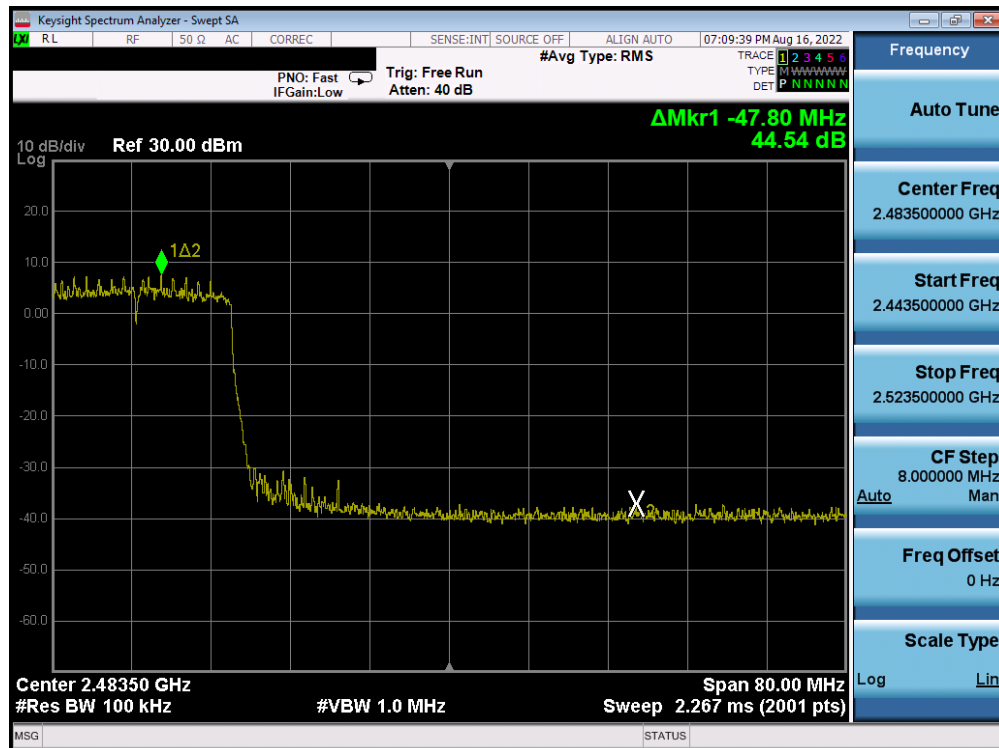 Keysight Spectrum Analyzer - Swept SA
LXI RL RF 50 Ω AC CORREC SENSE:INT SOURCE OFF ALIGN AUTO 07:09:39 PM Aug 16, 2022
#Avg Type: RMS
TRACE 1 2 3 4 5 6
PNO: Fast Trig: Free Run TYPE M WWWWW
IFGain:Low Atten: 40 dB DET P N N N N N
ΔMkr1 -47.80 MHz
44.54 dB
10 dB/div Ref 30.00 dBm
Log
20.0
1Δ2
10.0
0.00
-10.0
-20.0
-30.0
X2
-40.0
-50.0
-60.0
Center 2.48350 GHz Span 80.00 MHz
#Res BW 100 kHz #VBW 1.0 MHz Sweep 2.267 ms (2001 pts)
MSG STATUS
Frequency
Auto Tune
Center Freq
2.483500000 GHz
Start Freq
2.443500000 GHz
Stop Freq
2.523500000 GHz
CF Step
8.000000 MHz
Auto Man
Freq Offset
0 Hz
Scale Type
Log Lin